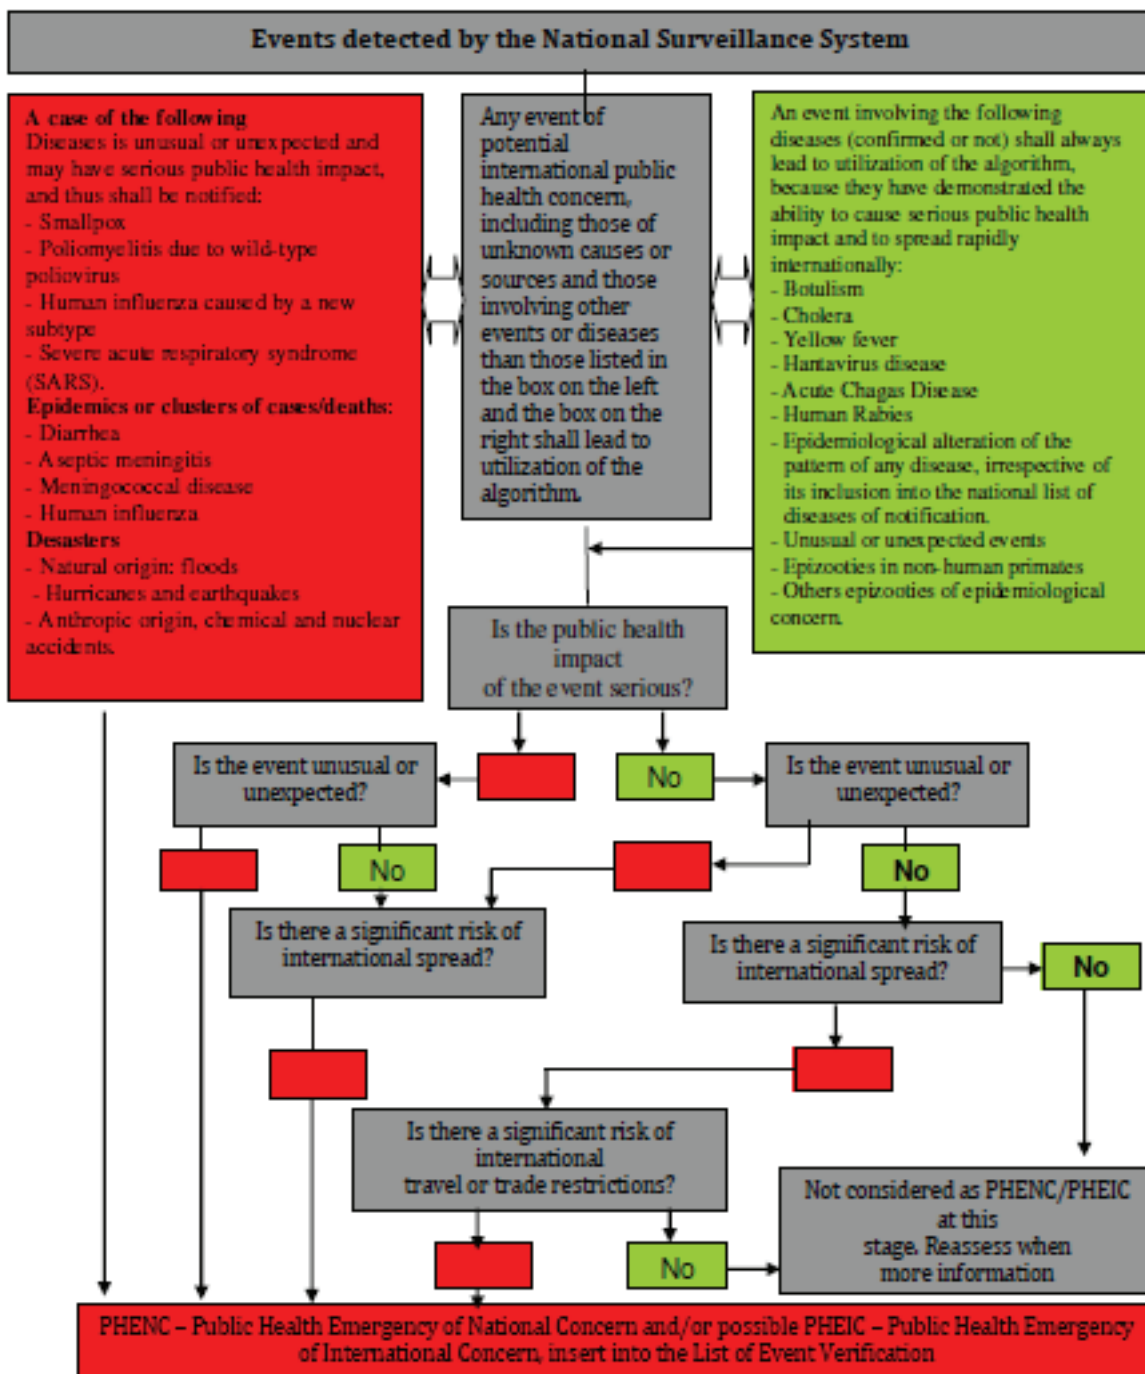 Events detected by the National Surveillance System
A case of the following
Diseases is unusual or unexpected and
may have serious public health impact,
and thus shall be notified:
- Smallpox
- Poliomyelitis due to wild-type
poliovirus
- Human influenza caused by a new
subtype
- Severe acute respiratory syndrome
(SARS).
Epidemics or clusters of cases/deaths:
- Diarrhea
- Aseptic meningitis
- Meningococcal disease
- Human influenza
Desasters
- Natural origin: floods
- Hurricanes and earthquakes
- Anthropic origin, chemical and nuclear
accidents.
Any event of
potential
international public
health concern,
including those of
unknown causes or
sources and those
involving other
events or diseases
than those listed in
the box on the left
and the box on the
right shall lead to
utilization of the
algorithm.
An event involving the following
diseases (confirmed or not) shall always
lead to utilization of the algorithm,
because they have demonstrated the
ability to cause serious public health
impact and to spread rapidly
internationally:
- Botulism
- Cholera
- Yellow fever
- Hantavirus disease
- Acute Chagas Disease
- Human Rabies
- Epidemiological alteration of the
pattern of any disease, irrespective of
its inclusion into the national list of
diseases of notification.
- Unusual or unexpected events
- Epizooties in non-human primates
- Others epizooties of epidemiological
concern.
Is the public health
impact
of the event serious?
Is the event unusual or
unexpected?
No
Is the event unusual or
unexpected?
No
No
Is there a significant risk of
international spread?
Is there a significant risk of
international spread?
No
Is there a significant risk of
international
travel or trade restrictions?
No
Not considered as PHENC/PHEIC
at this
stage. Reassess when
more information
PHENC – Public Health Emergency of National Concern and/or possible PHEIC – Public Health Emergency
of International Concern, insert into the List of Event Verification